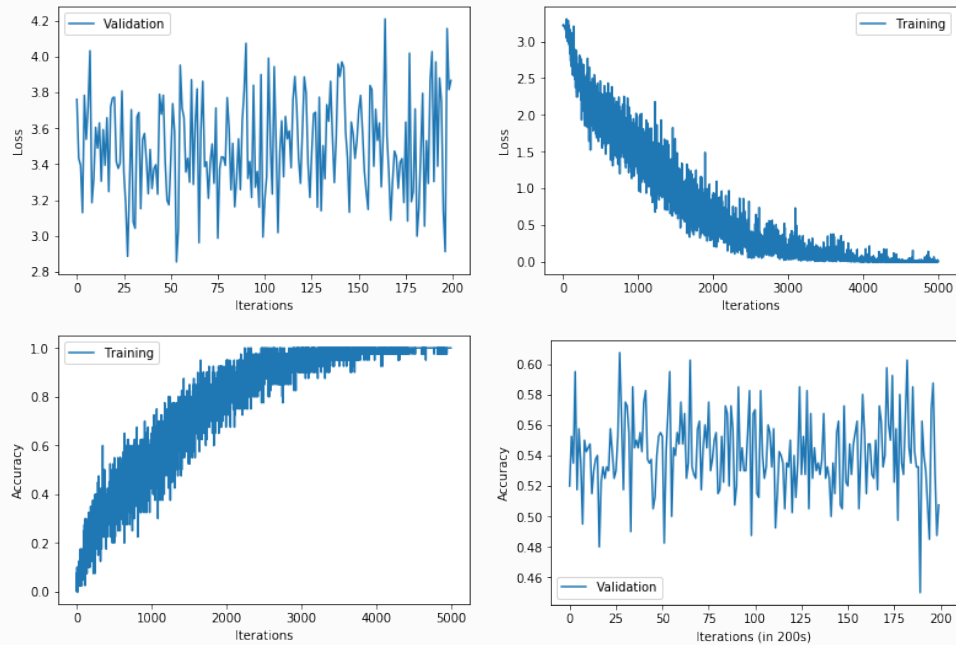 Validation
Loss
4.2
4.0
3.8
3.6
3.4
3.2
3.0
2.8
0 25 50 75 100 125 150 175 200
Iterations
Training
Loss
3.0
2.5
2.0
1.5
1.0
0.5
0.0
0 1000 2000 3000 4000 5000
Iterations
Training
Accuracy
1.0
0.8
0.6
0.4
0.2
0.0
0 1000 2000 3000 4000 5000
Iterations
Accuracy
0.60
0.58
0.56
0.54
0.52
0.50
0.48
0.46
Validation
0 25 50 75 100 125 150 175 200
Iterations (in 200s)